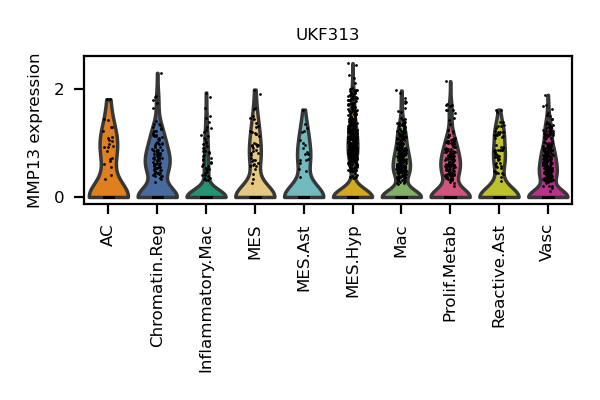 UKF313
MMP13 expression
2
0
AC
Chromatin.Reg
Inflammatory.Mac
MES
MES.Ast
MES.Hyp
Mac
Prolif.Metab
Reactive.Ast
Vasc